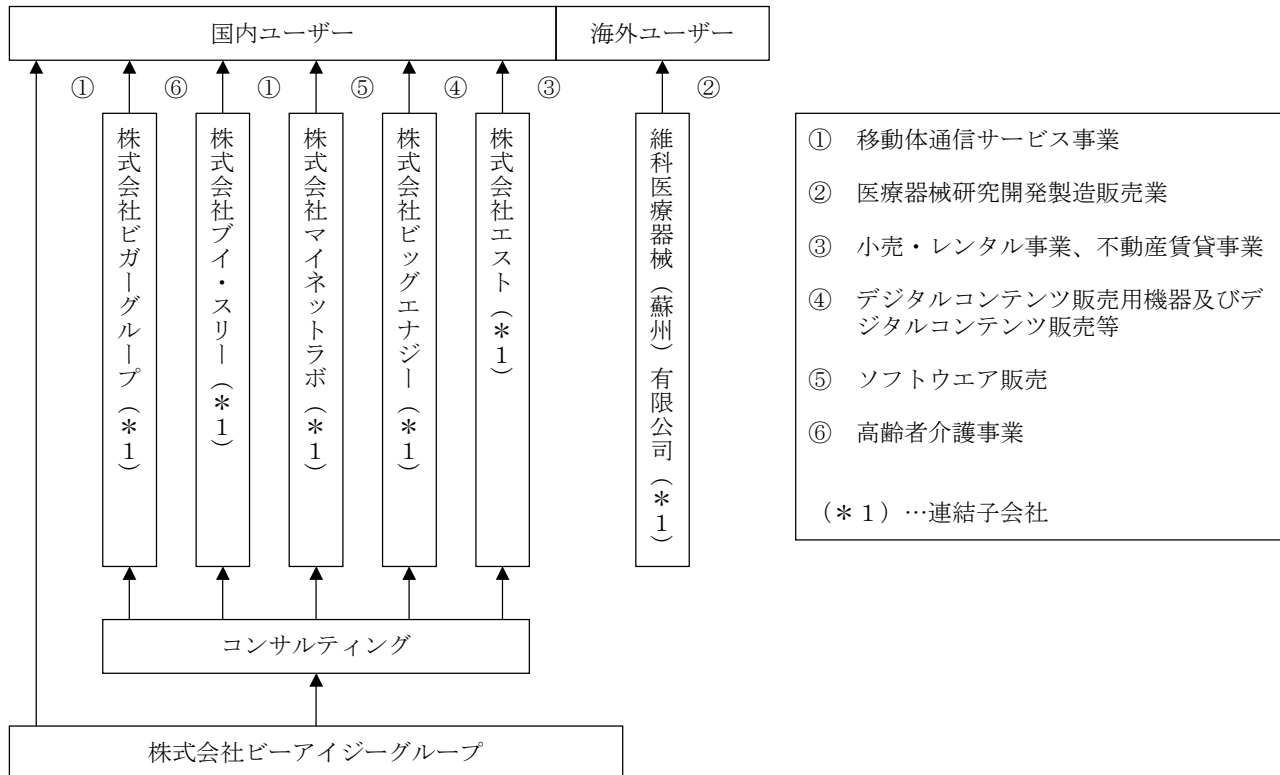 国内ユーザー
海外ユーザー
① ⑥ ① ⑤ ④ ③ ②
株式会社ビガーグループ（＊１）
株式会社ブイ・スリー（＊１）
株式会社マイネットラボ（＊１）
株式会社ビッグエナジー（＊１）
株式会社エスト（＊１）
維科医療器械（蘇州）有限公司（＊１）
コンサルティング
株式会社ビーアイジーグループ
①　移動体通信サービス事業
②　医療器械研究開発製造販売業
③　小売・レンタル事業、不動産賃貸事業
④　デジタルコンテンツ販売用機器及びデ
ジタルコンテンツ販売等
⑤　ソフトウエア販売
⑥　高齢者介護事業
（＊１）…連結子会社